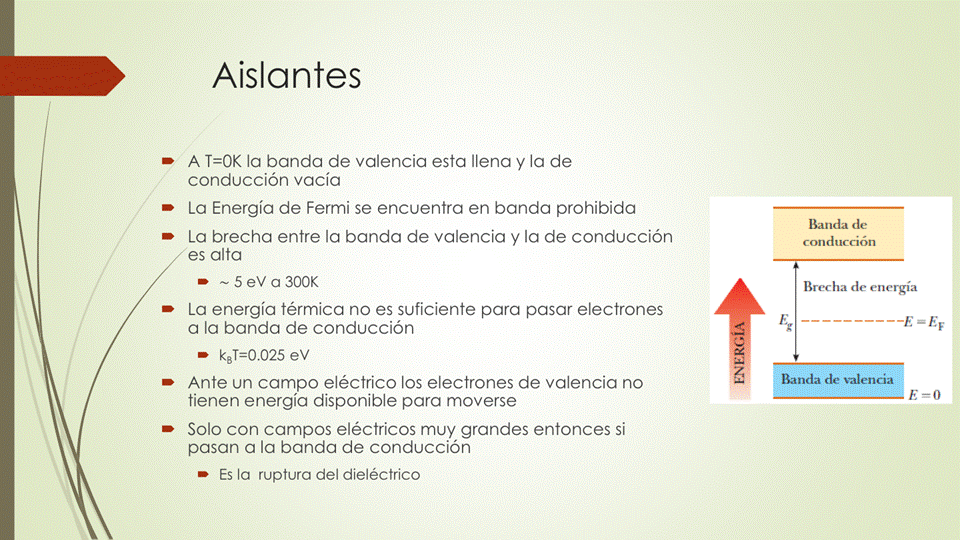 Aislantes
A T=0K la banda de valencia esta llena y la de
conducción vacía
La Energía de Fermi se encuentra en banda prohibida
La brecha entre la banda de valencia y la de conducción
es alta
~ 5 eV a 300K
La energía térmica no es suficiente para pasar electrones
a la banda de conducción
kBT=0.025 eV
Ante un campo eléctrico los electrones de valencia no
tienen energía disponible para moverse
Solo con campos eléctricos muy grandes entonces si
pasan a la banda de conducción
Es la ruptura del dieléctrico
Banda de
conducción
Brecha de energía
Eg
E = EF
ENERGÍA
Banda de valencia
E = 0